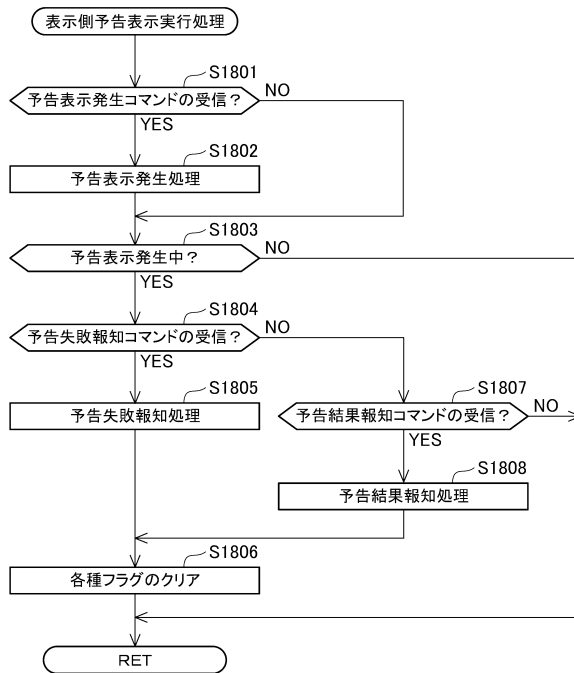 表示側予告表示実行処理
S1801
予告表示発生コマンドの受信？
NO
YES
S1802
予告表示発生処理
S1803
予告表示発生中？
NO
YES
S1804
予告失敗報知コマンドの受信？
NO
YES
S1805
予告失敗報知処理
S1807
予告結果報知コマンドの受信？
NO
YES
S1808
予告結果報知処理
S1806
各種フラグのクリア
RET